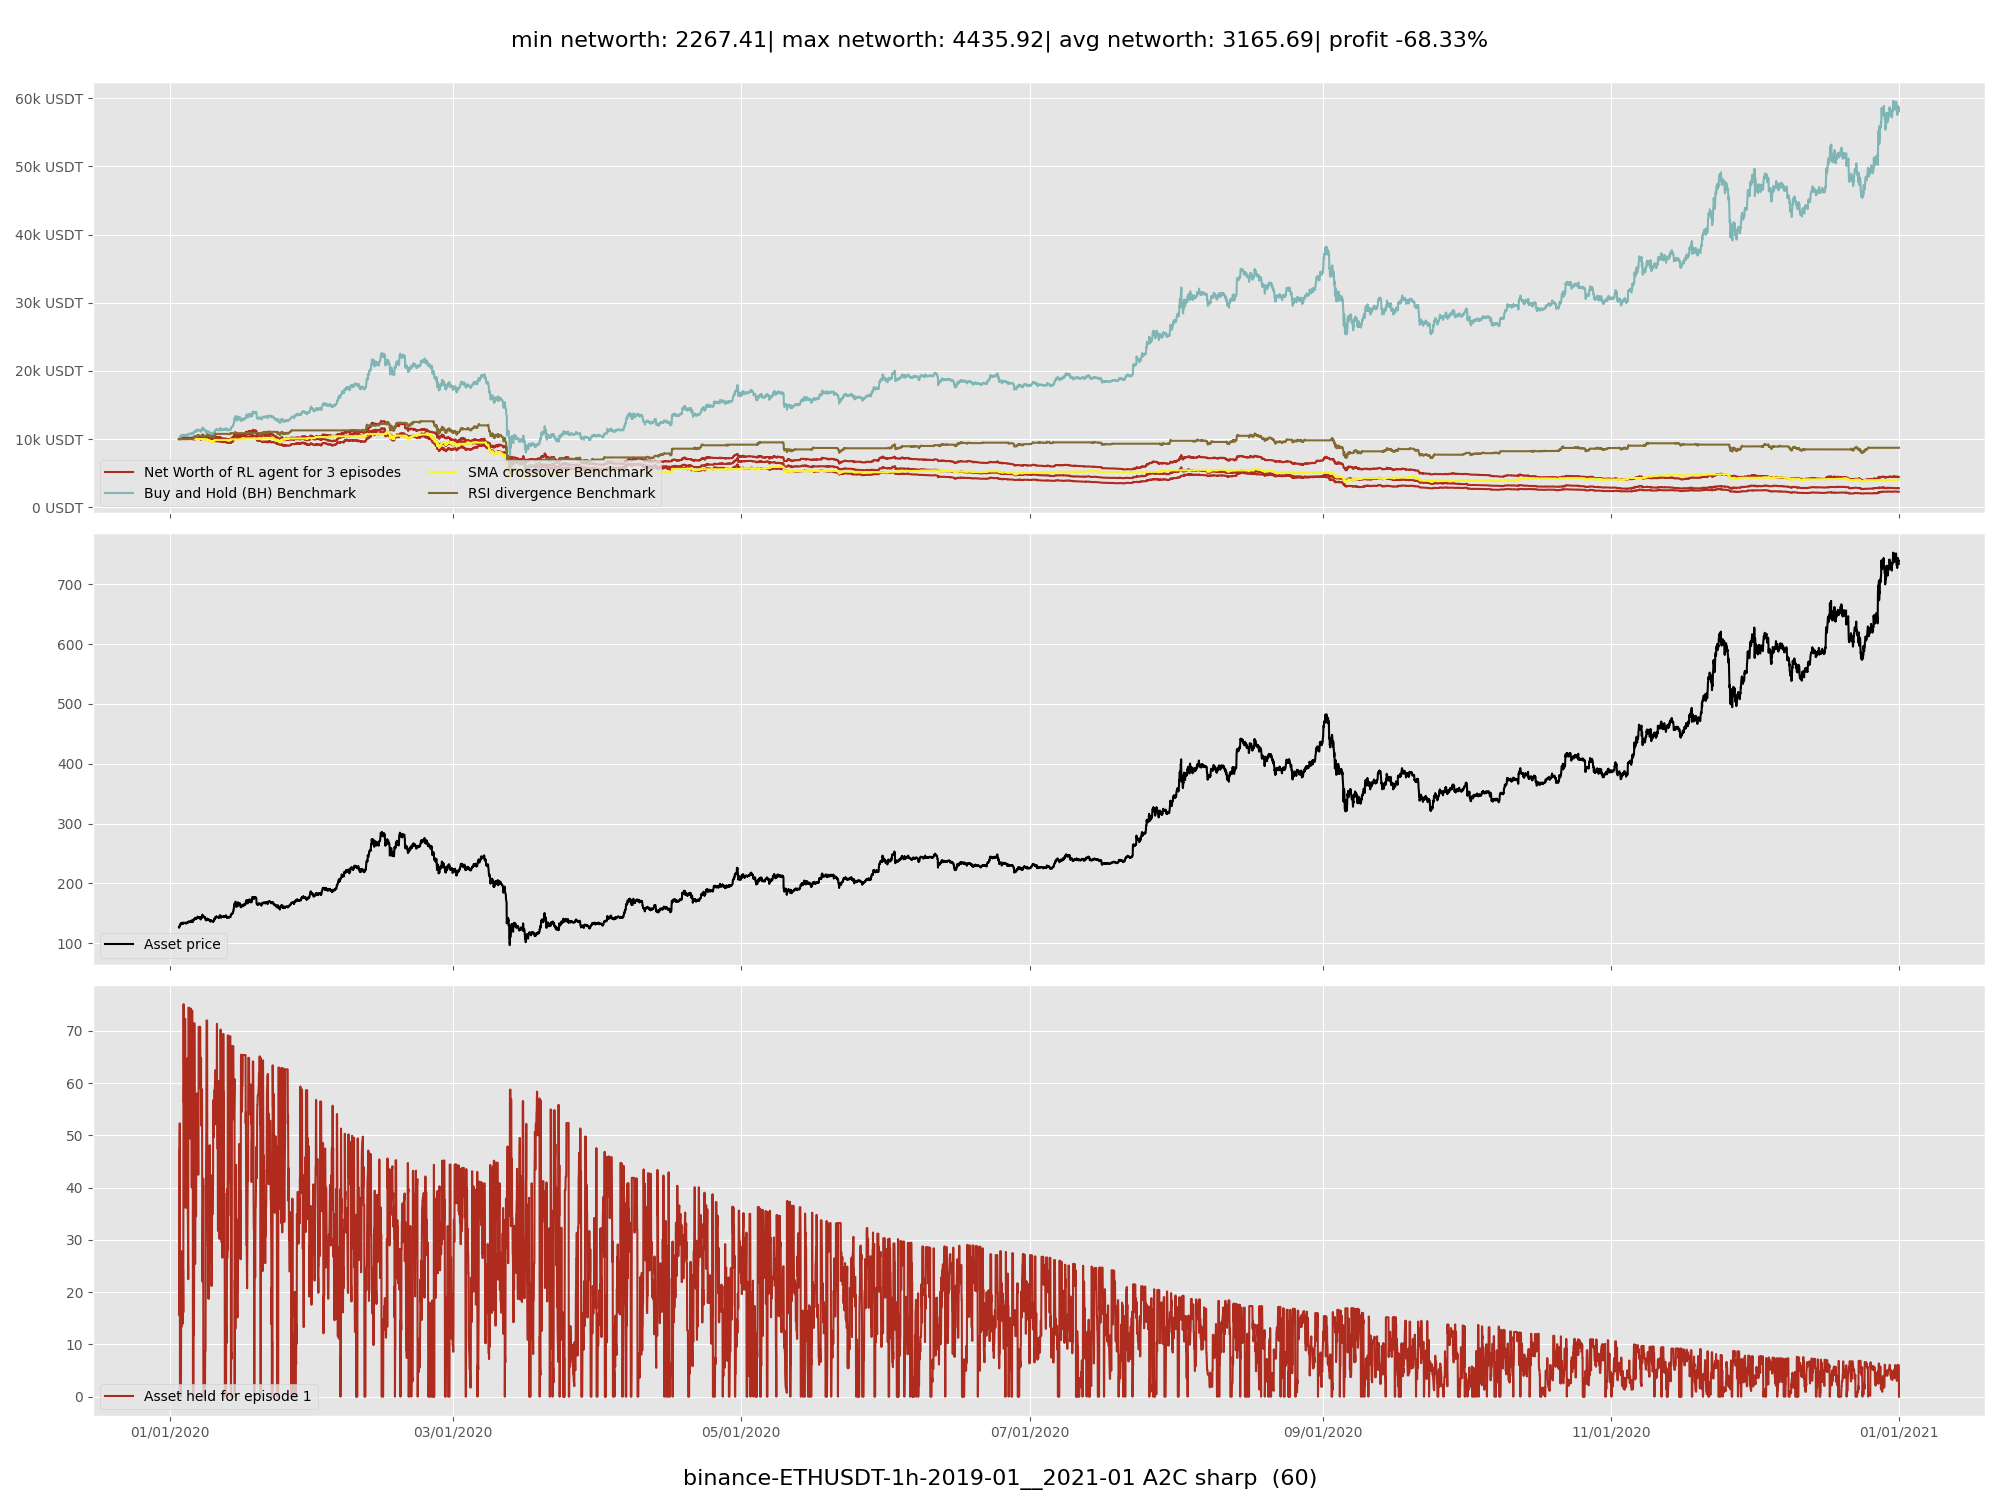 min networth: 2267.41| max networth: 4435.92| avg networth: 3165.69| profit -68.33%
60k USDT
50k USDT
40k USDT
30k USDT
20k USDT
10k USDT
0 USDT
Net Worth of RL agent for 3 episodes
Buy and Hold (BH) Benchmark
SMA crossover Benchmark
RSI divergence Benchmark
700
600
500
400
300
200
100
Asset price
70
60
50
40
30
20
10
0
Asset held for episode 1
01/01/2020 03/01/2020 05/01/2020 07/01/2020 09/01/2020 11/01/2020 01/01/2021
binance-ETHUSDT-1h-2019-01__2021-01 A2C sharp (60)